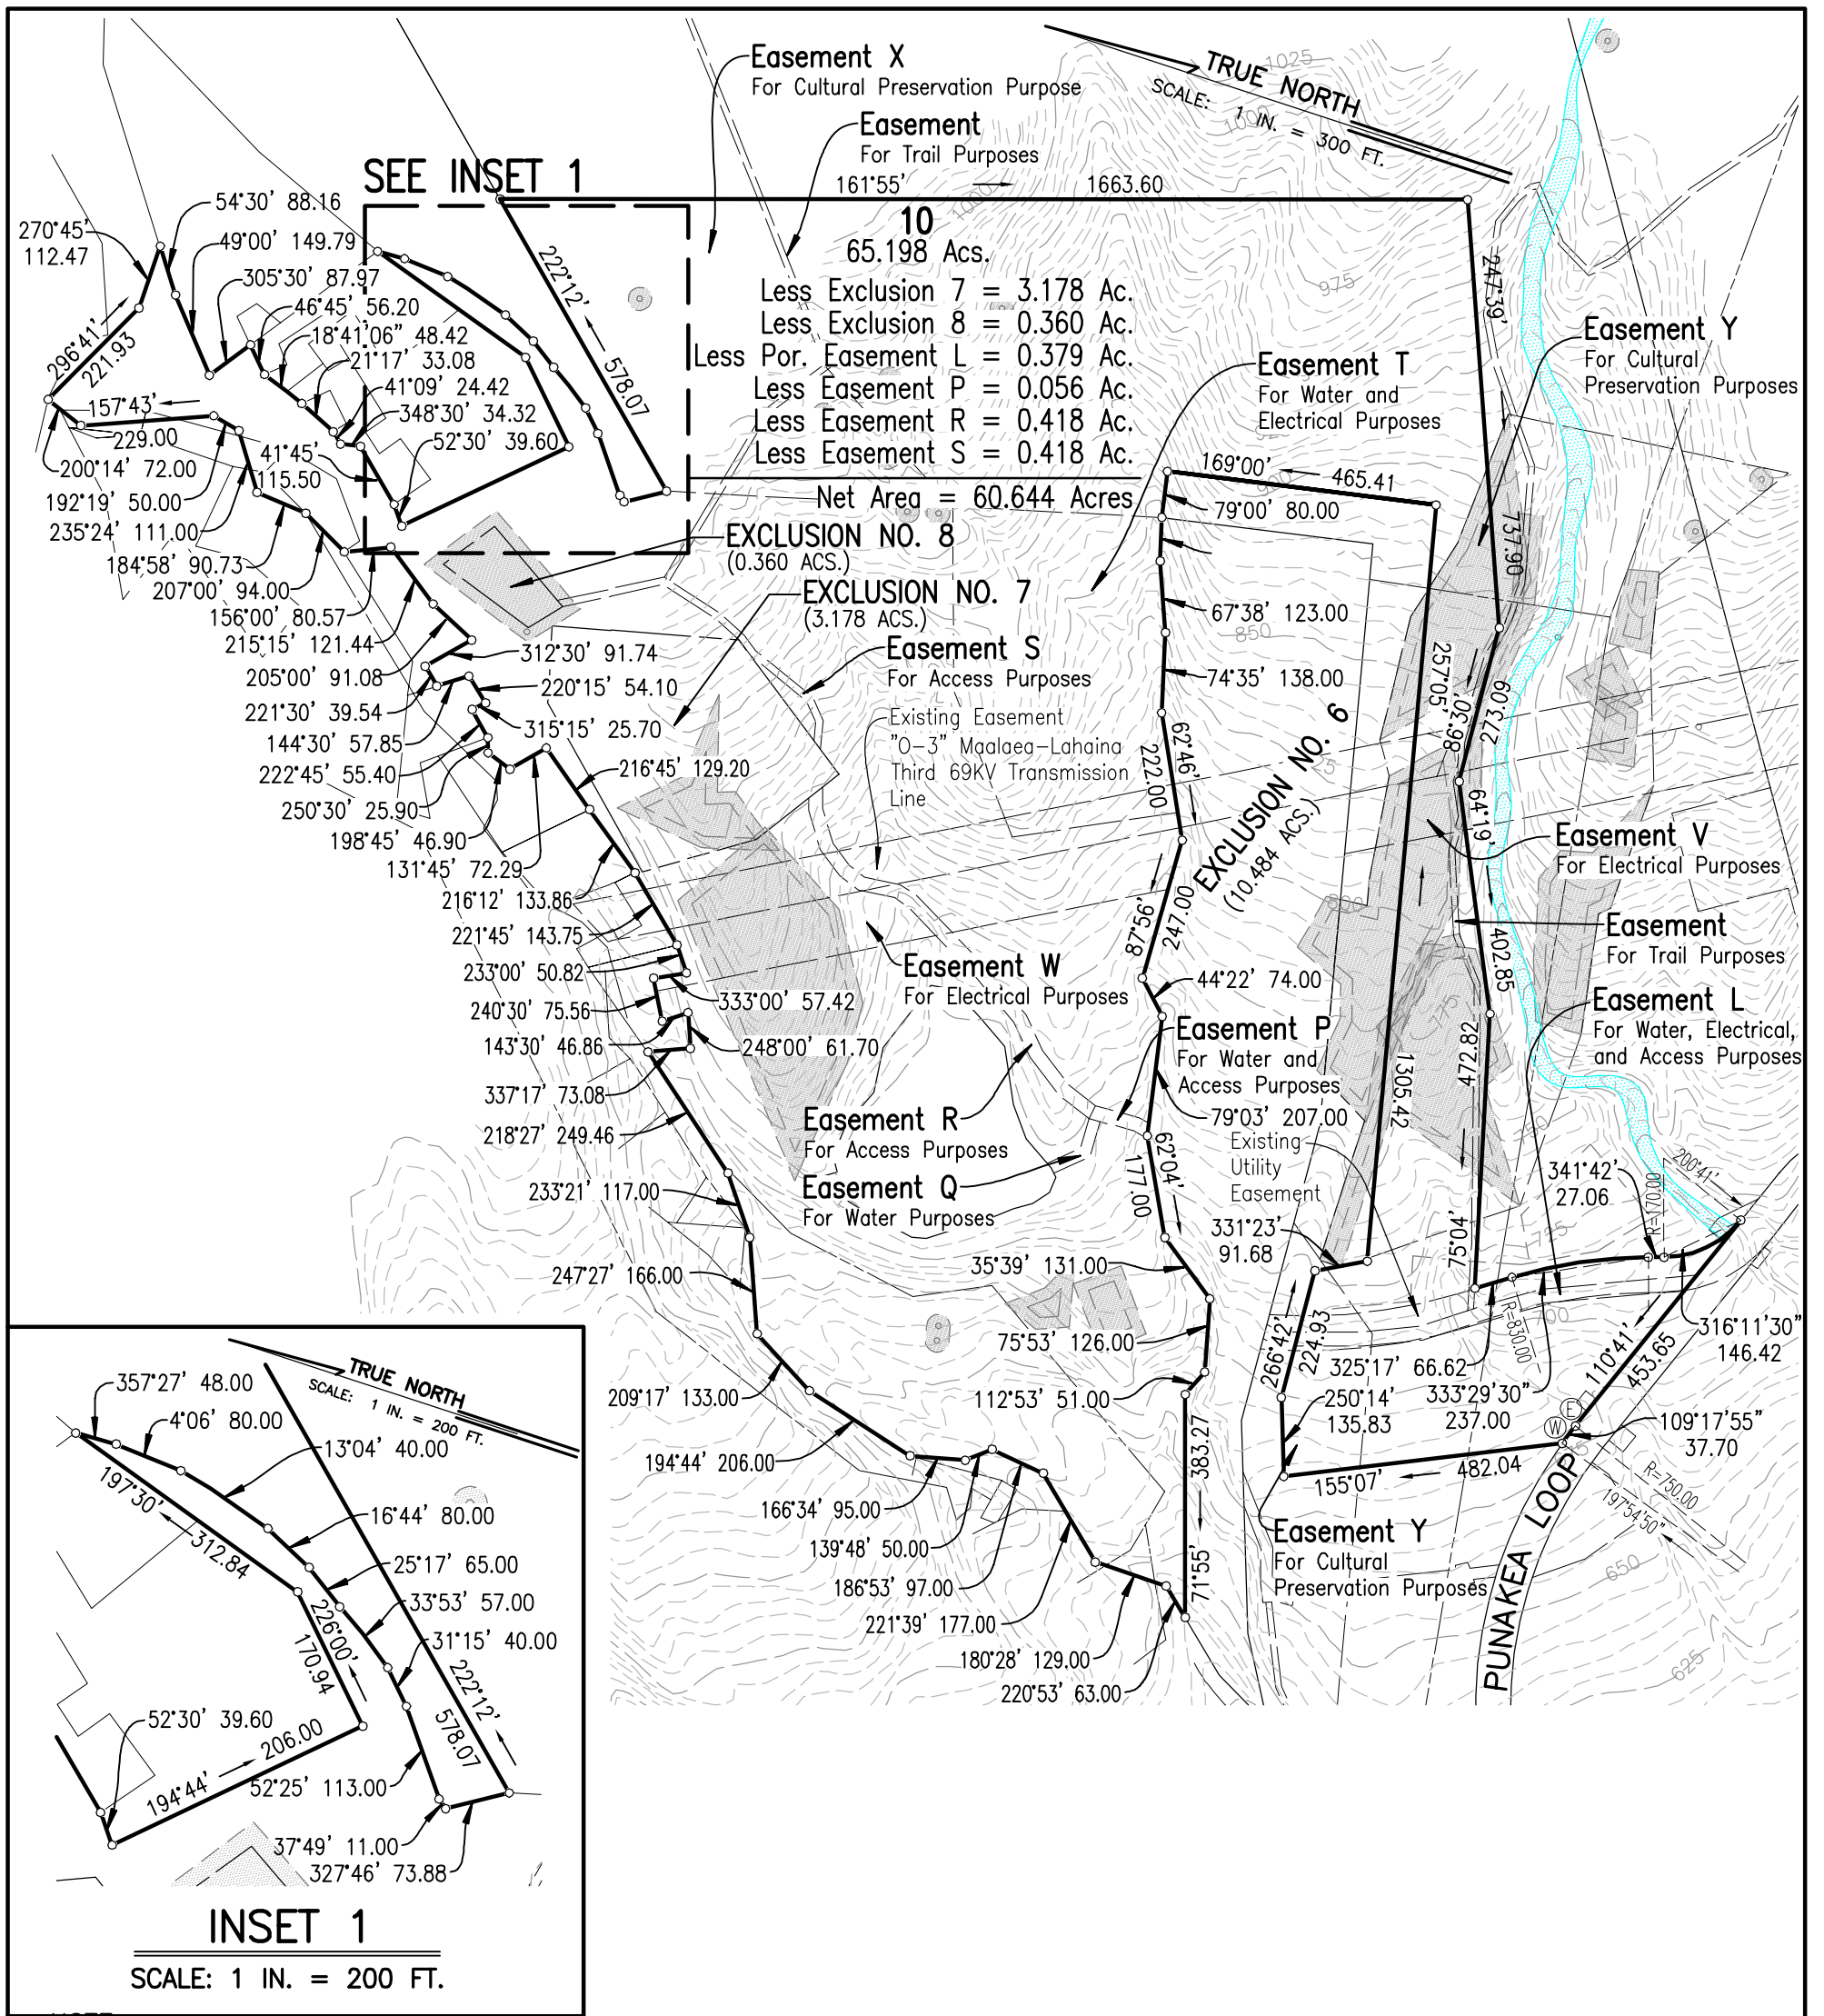 Easement X
For Cultural Preservation Purpose
TRUE NORTH
SCALE: 1 IN. = 300 FT.
1025
1000
Easement
For Trail Purposes
161°55' 1663.60
1000
SEE INSET 1
10
65.198 Acs.
Less Exclusion 7 = 3.178 Ac.
Less Exclusion 8 = 0.360 Ac.
Less Por. Easement L = 0.379 Ac.
Less Easement P = 0.056 Ac.
Less Easement R = 0.418 Ac.
Less Easement S = 0.418 Ac.
Net Area = 60.644 Acres
975
54°30' 88.16
270°45'
112.47
49°00' 149.79
305°30' 87.97
46°45' 56.20
18°41'06" 48.42
21°17' 33.08
41°09' 24.42
348°30' 34.32
52°30' 39.60
41°45'
115.50
296°41'
221.93
157°43'
229.00
200°14' 72.00
192°19' 50.00
235°24' 111.00
184°58' 90.73
207°00' 94.00
156°00' 80.57
215°15' 121.44
205°00' 91.08
221°30' 39.54
144°30' 57.85
222°45' 55.40
250°30' 25.90
198°45' 46.90
131°45' 72.29
216°12' 133.86
221°45' 143.75
233°00' 50.82
240°30' 75.56
143°30' 46.86
337°17' 73.08
218°27' 249.46
233°21' 117.00
247°27' 166.00
209°17' 133.00
194°44' 206.00
166°34' 95.00
139°48' 50.00
186°53' 97.00
221°39' 177.00
180°28' 129.00
220°53' 63.00
222°12'
578.07
312°30' 91.74
220°15' 54.10
315°15' 25.70
216°45' 129.20
333°00' 57.42
248°00' 61.70
EXCLUSION NO. 8
(0.360 ACS.)
EXCLUSION NO. 7
(3.178 ACS.)
Easement S
For Access Purposes
Existing Easement
"O-3" Maalaea-Lahaina
Third 69KV Transmission
Line
Easement T
For Water and
Electrical Purposes
Easement Y
For Cultural
Preservation Purposes
247°39'
737.90
169°00' 465.41
79°00' 80.00
67°38' 123.00
850
74°35' 138.00
62°46'
222.00
EXCLUSION NO. 6
(10.484 ACS.)
87°56'
247.00
257°05'
1305.42
86°30'
273.09
64°19'
402.85
Easement V
For Electrical Purposes
Easement
For Trail Purposes
Easement L
For Water, Electrical,
and Access Purposes
Easement W
For Electrical Purposes
44°22' 74.00
Easement P
For Water and
Access Purposes
79°03' 207.00
Existing
Utility
Easement
Easement R
For Access Purposes
Easement Q
For Water Purposes
62°04'
177.00
472.82
75°04'
331°23'
91.68
341°42'
27.06
R=170.00
200°41'
725
700
35°39' 131.00
75°53' 126.00
112°53' 51.00
383.27
71°55'
266°42'
224.93
325°17' 66.62
R=830.00
333°29'30"
237.00
250°14'
135.83
316°11'30"
146.42
110°41'
453.65
109°17'55"
37.70
E
W
155°07' 482.04
R=750.00
197°54'50"
Easement Y
For Cultural
Preservation Purposes
PUNAKEA LOOP
650
625
TRUE NORTH
SCALE: 1 IN. = 200 FT.
357°27' 48.00
4°06' 80.00
13°04' 40.00
16°44' 80.00
25°17' 65.00
33°53' 57.00
31°15' 40.00
197°30'
312.84
226°00'
170.94
222°12'
578.07
52°30' 39.60
194°44' 206.00
52°25' 113.00
37°49' 11.00
327°46' 73.88
INSET 1
SCALE: 1 IN. = 200 FT.